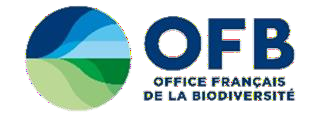 OFB
OFFICE FRANÇAIS
DE LA BIODIVERSITÉ